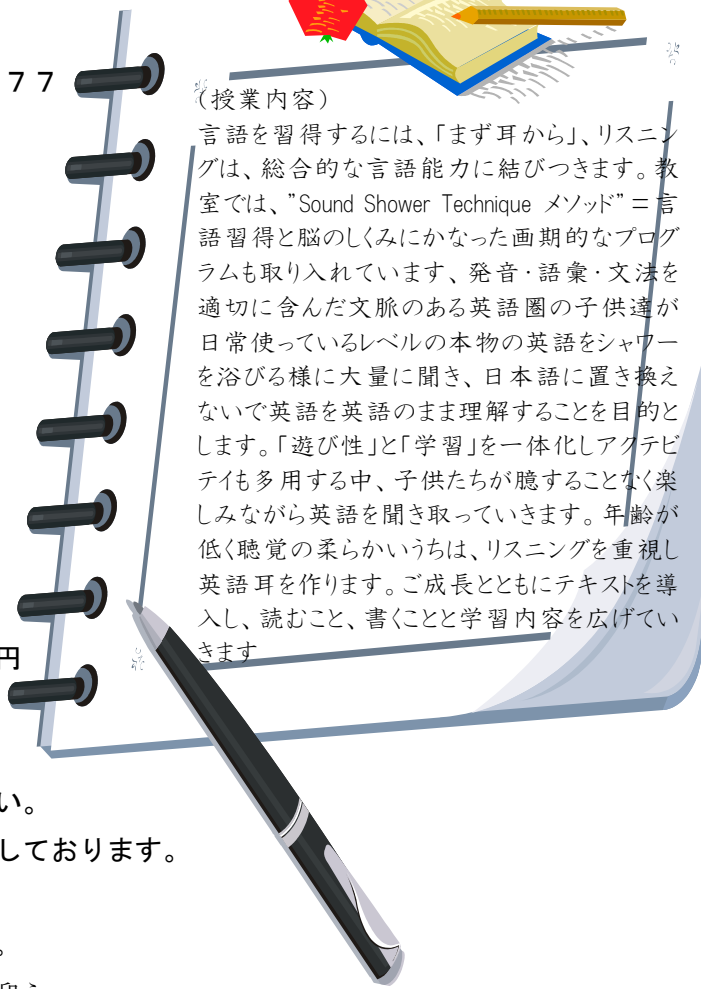 77
(授業内容)
言語を習得するには、「まず耳から」、リスニン
グは、総合的な言語能力に結びつきます。教
室では、”Sound Shower Technique メソッド”=言
語習得と脳のしくみにかなった画期的なプログ
ラムも取り入れています、発音・語彙・文法を
適切に含んだ文脈のある英語圏の子供達が
日常使っているレベルの本物の英語をシャワー
を浴びる様に大量に聞き、日本語に置き換え
ないで英語を英語のまま理解することを目的と
します。「遊び性」と「学習」を一体化しアクテビ
テイも多用する中、子供たちが臆することなく楽
しみながら英語を聞き取っていきます。年齢が
低く聴覚の柔らかいうちは、リスニングを重視し
英語耳を作ります。ご成長とともにテキストを導
入し、読むこと、書くことと学習内容を広げてい
きます
円
い。
しております。
。